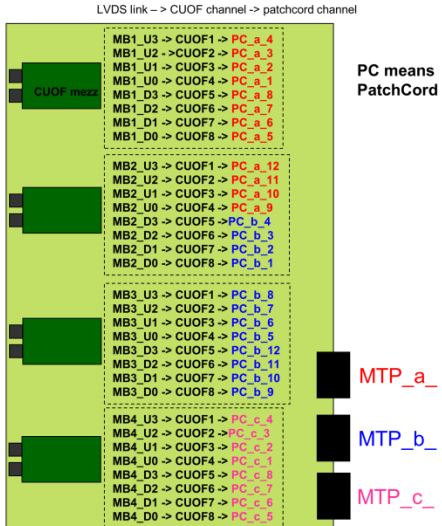 LVDS link – > CUOF channel -> patchcord channel
MB1_U3 -> CUOF1 -> PC_a_4
MB1_U2 ->CUOF2 -> PC_a_3
MB1_U1 -> CUOF3 -> PC_a_2
MB1_U0 -> CUOF4 -> PC_a_1
MB1_D3 -> CUOF5 -> PC_a_8
MB1_D2 -> CUOF6 -> PC_a_7
MB1_D1 -> CUOF7 -> PC_a_6
MB1_D0 -> CUOF8 -> PC_a_5
CUOF mezz
PC means
PatchCord
MB2_U3 -> CUOF1 -> PC_a_12
MB2_U2 -> CUOF2 -> PC_a_11
MB2_U1 -> CUOF3 -> PC_a_10
MB2_U0 -> CUOF4 -> PC_a_9
MB2_D3 -> CUOF5 ->PC_b_4
MB2_D2 -> CUOF6 -> PC_b_3
MB2_D1 -> CUOF7 -> PC_b_2
MB2_D0 -> CUOF8 -> PC_b_1
MB3_U3 -> CUOF1 -> PC_b_8
MB3_U2 -> CUOF2 -> PC_b_7
MB3_U1 -> CUOF3 -> PC_b_6
MB3_U0 -> CUOF4 -> PC_b_5
MB3_D3 -> CUOF5 -> PC_b_12
MB3_D2 -> CUOF6 -> PC_b_11
MB3_D1 -> CUOF7 -> PC_b_10
MB3_D0 -> CUOF8 -> PC_b_9
MTP_a_
MTP_b_
MB4_U3 -> CUOF1 -> PC_c_4
MB4_U2 -> CUOF2 ->PC_c_3
MB4_U1 -> CUOF3 -> PC_c_2
MB4_U0 -> CUOF4 -> PC_c_1
MB4_D3 -> CUOF5 -> PC_c_8
MB4_D2 -> CUOF6 -> PC_c_7
MB4_D1 -> CUOF7 -> PC_c_6
MB4_D0 -> CUOF8 -> PC_c_5
MTP_c_